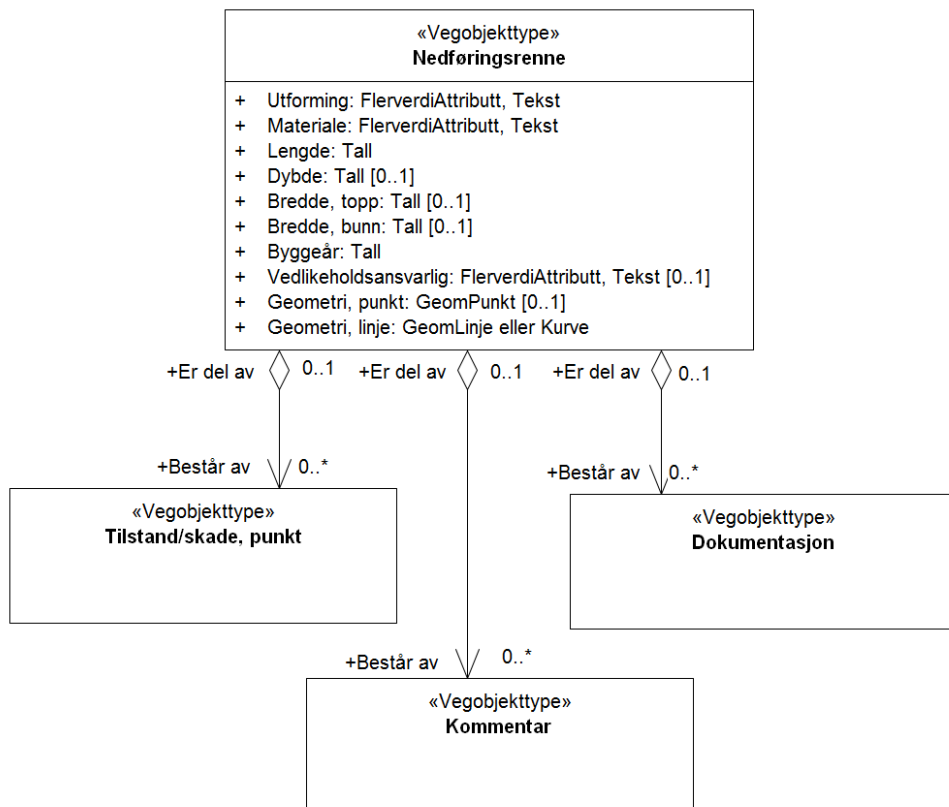 «Vegobjekttype»
Nedføringsrenne
+ Utforming: FlerverdiAttributt, Tekst
+ Materiale: FlerverdiAttributt, Tekst
+ Lengde: Tall
+ Dybde: Tall [0..1]
+ Bredde, topp: Tall [0..1]
+ Bredde, bunn: Tall [0..1]
+ Byggeår: Tall
+ Vedlikeholdsansvarlig: FlerverdiAttributt, Tekst [0..1]
+ Geometri, punkt: GeomPunkt [0..1]
+ Geometri, linje: GeomLinje eller Kurve
+Er del av 0..1 +Er del av 0..1 +Er del av 0..1
+Består av 0..* +Består av 0..*
«Vegobjekttype»
Tilstand/skade, punkt
«Vegobjekttype»
Dokumentasjon
+Består av 0..*
«Vegobjekttype»
Kommentar